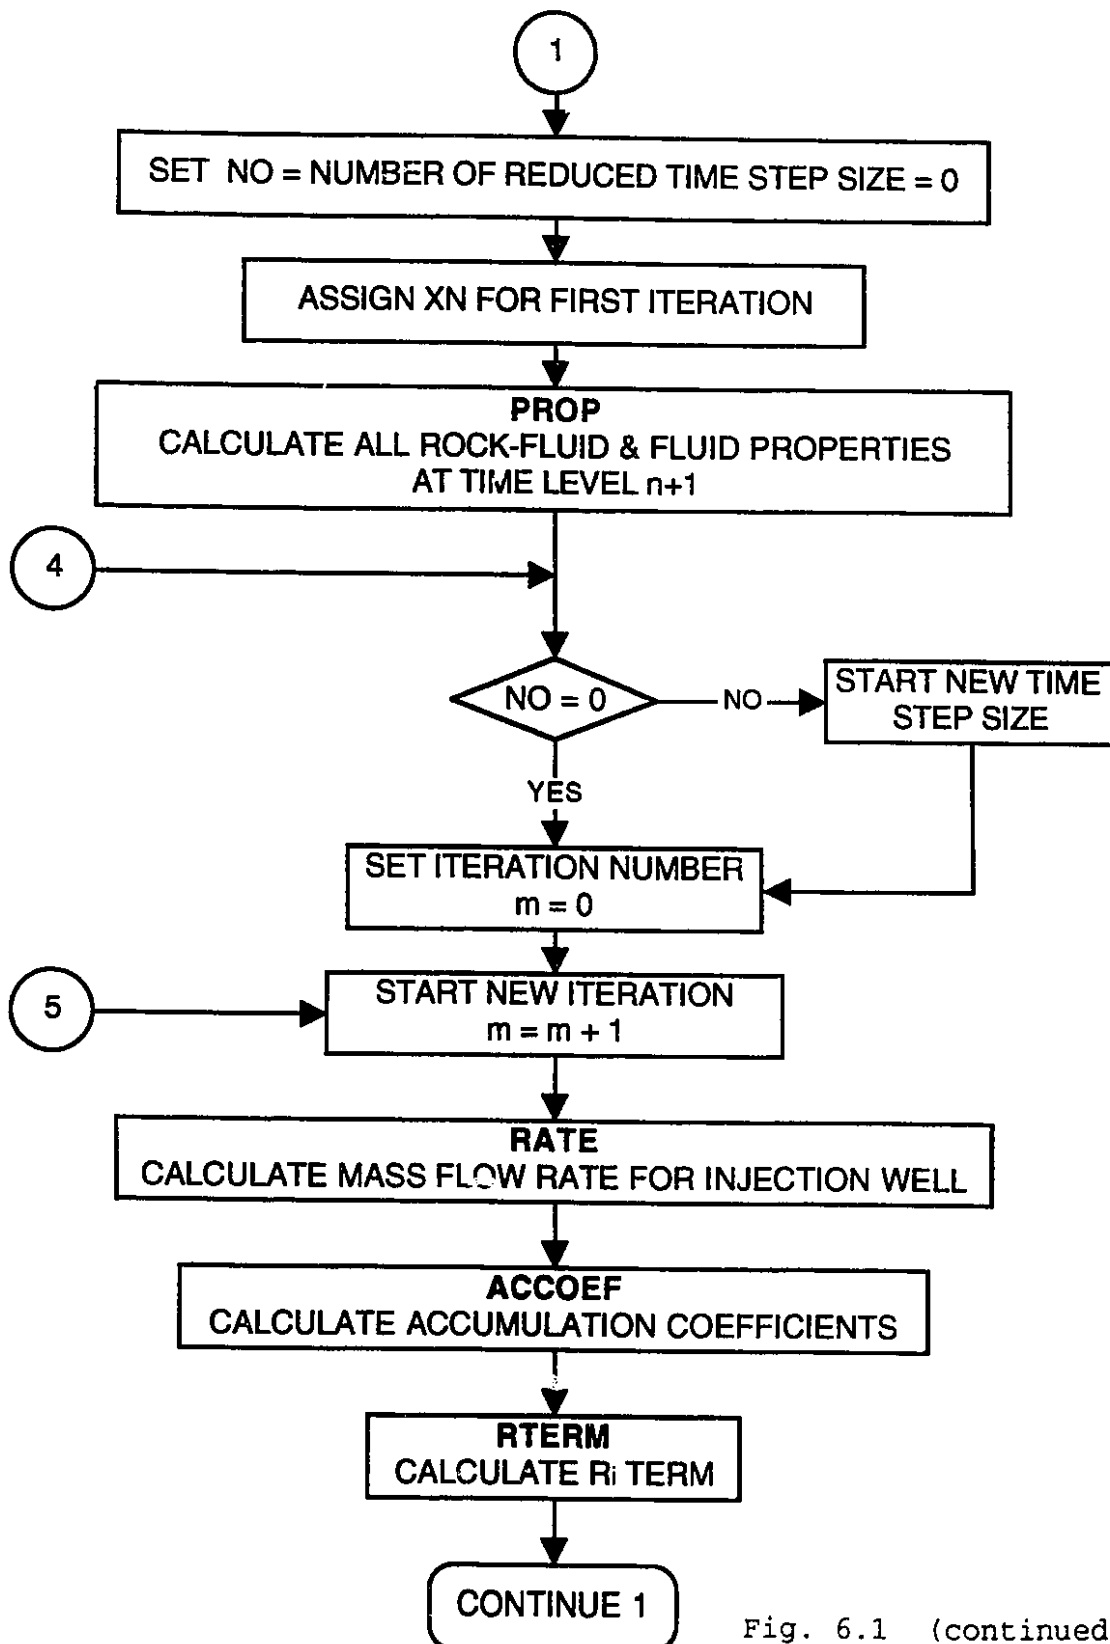 1
SET NO = NUMBER OF REDUCED TIME STEP SIZE = 0
ASSIGN XN FOR FIRST ITERATION
PROP
CALCULATE ALL ROCK-FLUID & FLUID PROPERTIES
AT TIME LEVEL n+1
4
NO = 0
NO
START NEW TIME
STEP SIZE
YES
SET ITERATION NUMBER
m = 0
5
START NEW ITERATION
m = m + 1
RATE
CALCULATE MASS FLOW RATE FOR INJECTION WELL
ACCOEF
CALCULATE ACCUMULATION COEFFICIENTS
RTERM
CALCULATE Ri TERM
CONTINUE 1
Fig. 6.1 (continued